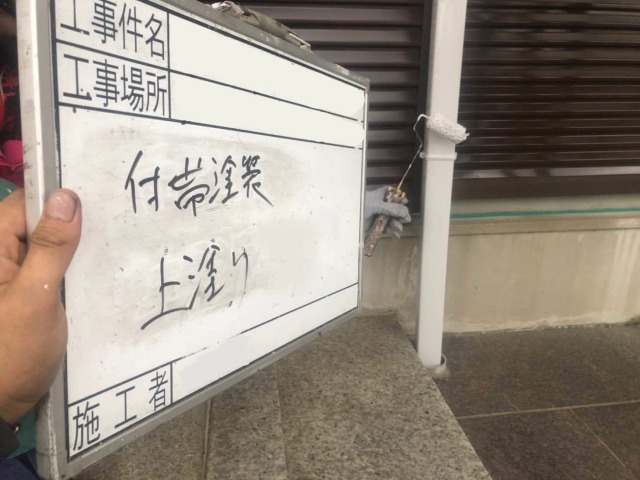 工事件名
工事場所
付帯塗装
上塗り
施工者